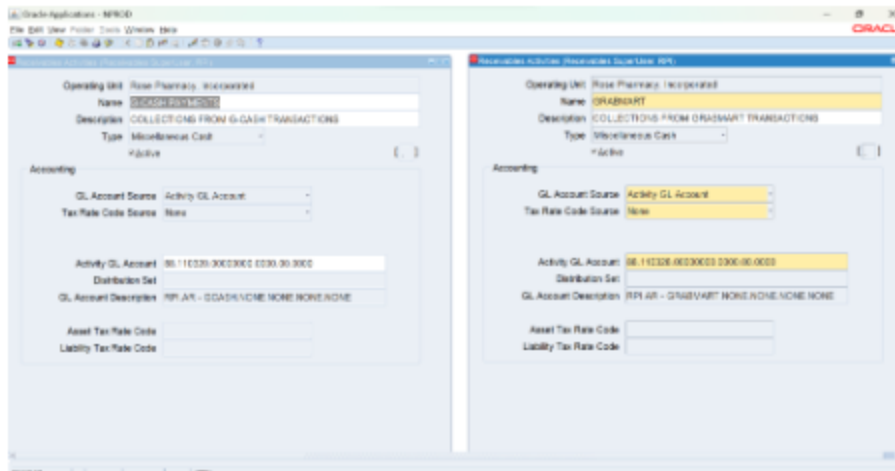 Oracle Applications - NPROD
File Edit View Folder Tools Window Help
ORACLE
Receivables Activities (Receivables SuperUser RPI)
Operating Unit Rose Pharmacy, Incorporated
Name G-CASH PAYMENTS
Description COLLECTIONS FROM G-CASH TRANSACTIONS
Type Miscellaneous Cash
Active
[ ]
Accounting
GL Account Source Activity GL Account
Tax Rate Code Source None
Activity GL Account
Distribution Set
GL Account Description RPI.AR - GCASH.NONE.NONE.NONE.NONE
Asset Tax Rate Code
Liability Tax Rate Code
Receivables Activities (Receivables SuperUser RPI)
Operating Unit Rose Pharmacy, Incorporated
Name GRABMART
Description COLLECTIONS FROM GRABMART TRANSACTIONS
Type Miscellaneous Cash
Active
[ ]
Accounting
GL Account Source Activity GL Account
Tax Rate Code Source None
Activity GL Account
Distribution Set
GL Account Description RPI.AR - GRABMART.NONE.NONE.NONE.NONE
Asset Tax Rate Code
Liability Tax Rate Code